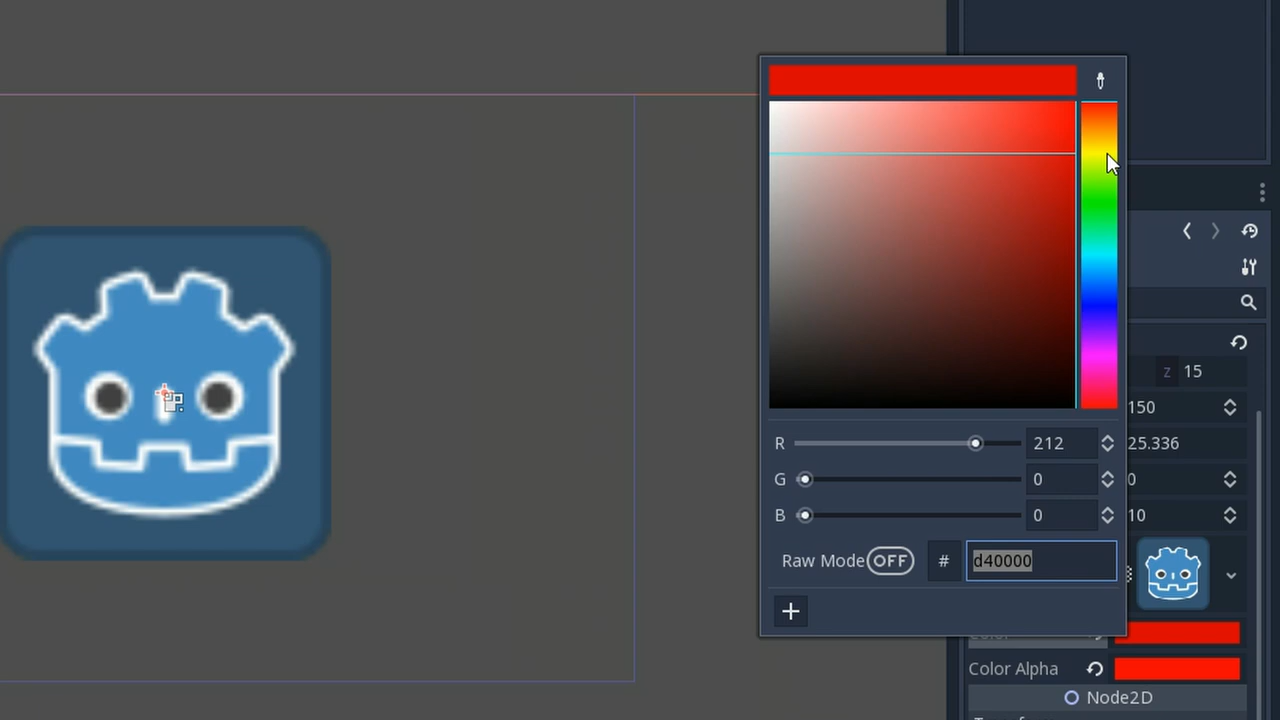 z 15
150
R 212
25.336
G 0
0
B 0
10
Raw Mode OFF # d40000
Color Alpha
Node2D